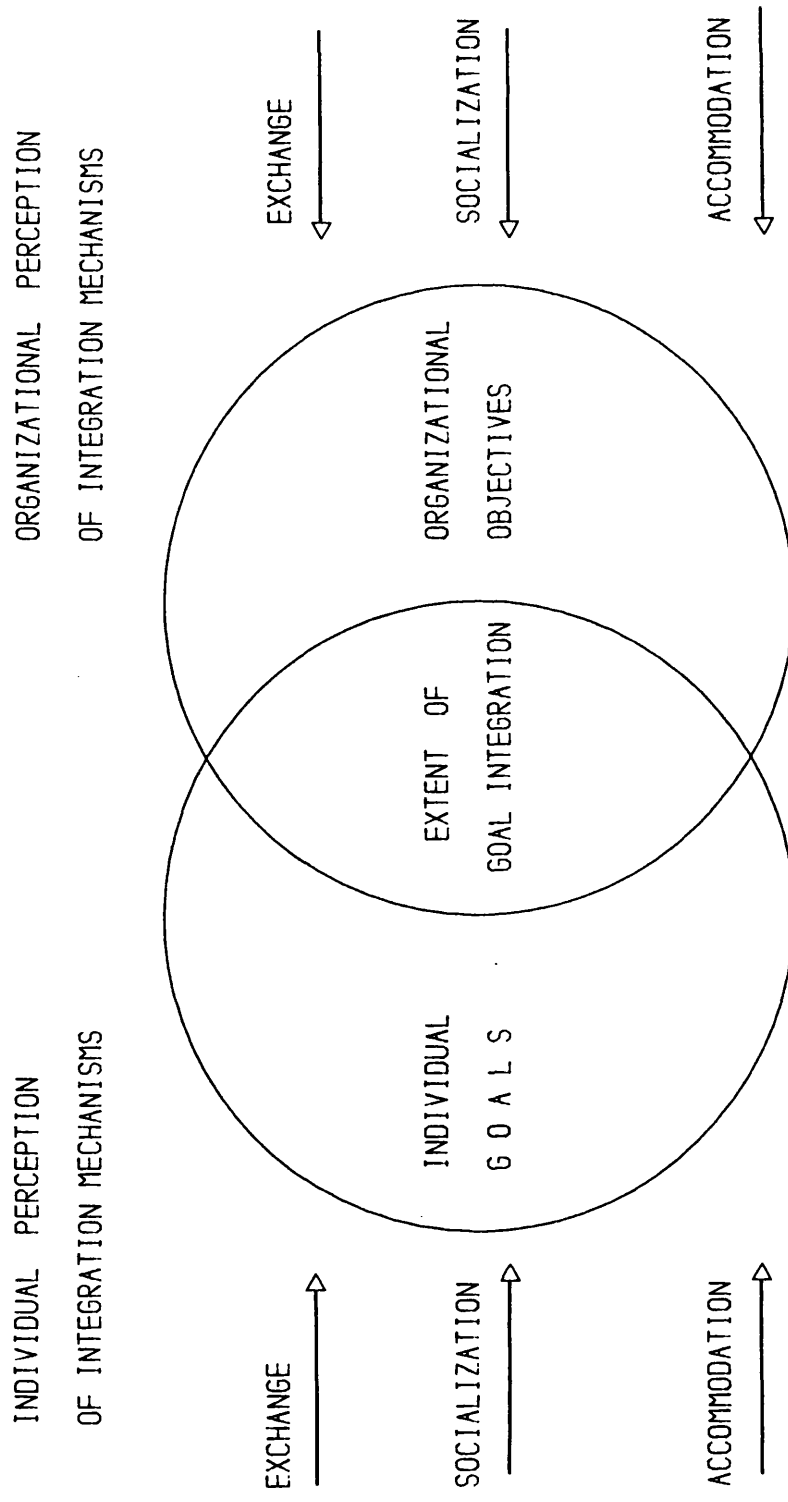 INDIVIDUAL PERCEPTION
OF INTEGRATION MECHANISMS
ORGANIZATIONAL PERCEPTION
OF INTEGRATION MECHANISMS
EXCHANGE
SOCIALIZATION
ACCOMMODATION
INDIVIDUAL
G O A L S
EXTENT OF
GOAL INTEGRATION
ORGANIZATIONAL
OBJECTIVES
EXCHANGE
SOCIALIZATION
ACCOMMODATION